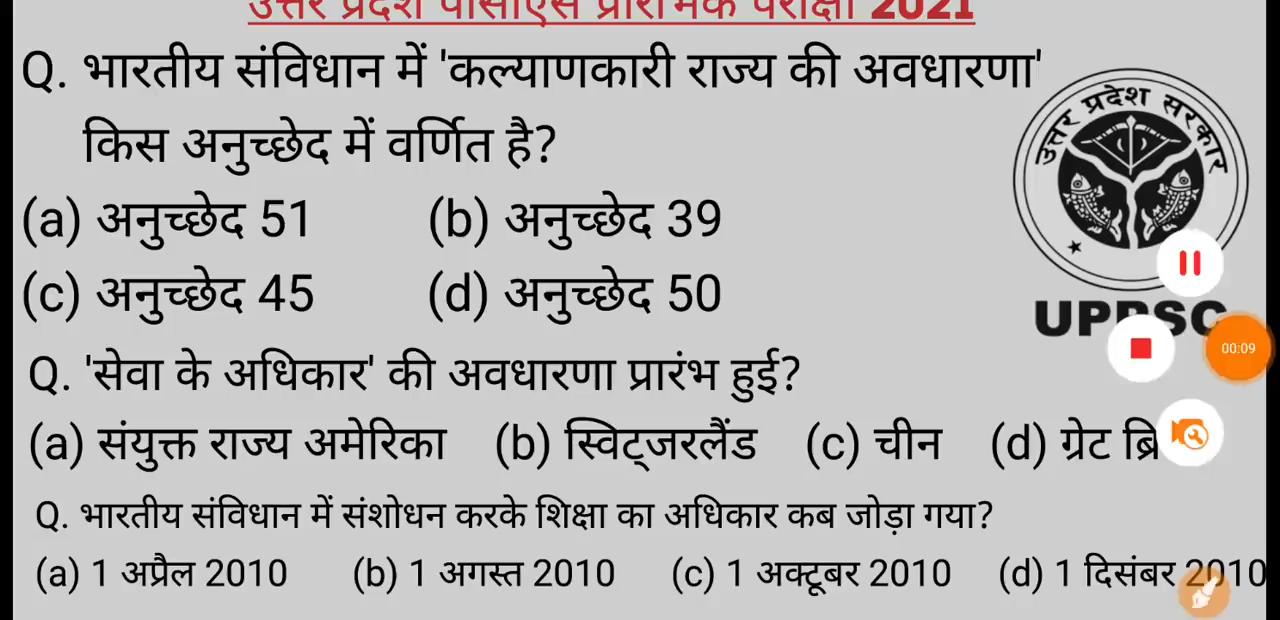 उत्तर प्रदेश पीसीएस प्रारंभिक परीक्षा 2021
Q. भारतीय संविधान में 'कल्याणकारी राज्य की अवधारणा'
किस अनुच्छेद में वर्णित है?
उत्तर प्रदेश सरकार
(a) अनुच्छेद 51 (b) अनुच्छेद 39
(c) अनुच्छेद 45 (d) अनुच्छेद 50
UPPSC
00:09
Q. 'सेवा के अधिकार' की अवधारणा प्रारंभ हुई?
(a) संयुक्त राज्य अमेरिका (b) स्विट्जरलैंड (c) चीन (d) ग्रेट ब्रि
Q. भारतीय संविधान में संशोधन करके शिक्षा का अधिकार कब जोड़ा गया?
(a) 1 अप्रैल 2010 (b) 1 अगस्त 2010 (c) 1 अक्टूबर 2010 (d) 1 दिसंबर 2010